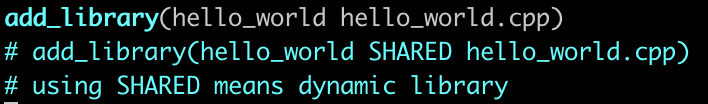 add_library(hello_world hello_world.cpp)
# add_library(hello_world SHARED hello_world.cpp)
# using SHARED means dynamic library